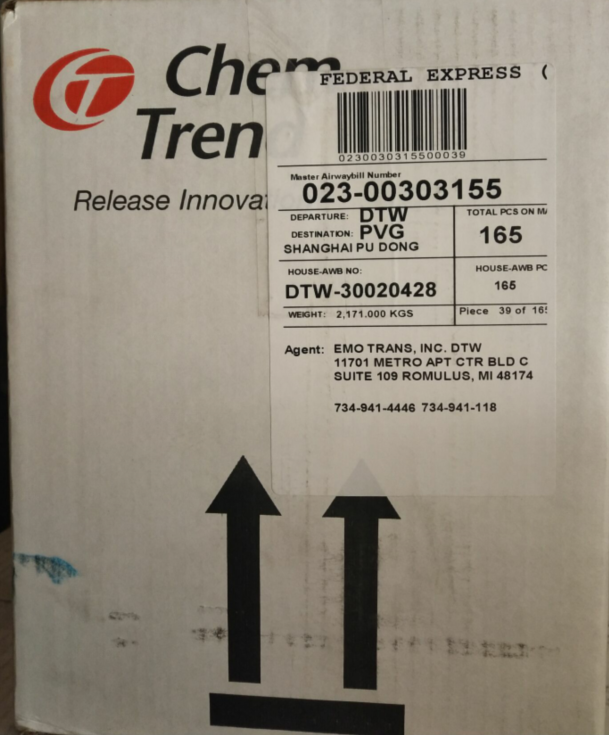 Chem
Tren
Release Innova
FEDERAL EXPRESS (
0230030315500039
Master Airwaybill Number
023-00303155
DEPARTURE: DTW
DESTINATION: PVG
SHANGHAI PU DONG
TOTAL PCS ON MA
165
HOUSE-AWB NO:
DTW-30020428
HOUSE-AWB PC
165
WEIGHT: 2,171.000 KGS
Piece 39 of 165
Agent: EMO TRANS, INC. DTW
11701 METRO APT CTR BLD C
SUITE 109 ROMULUS, MI 48174
734-941-4446 734-941-118